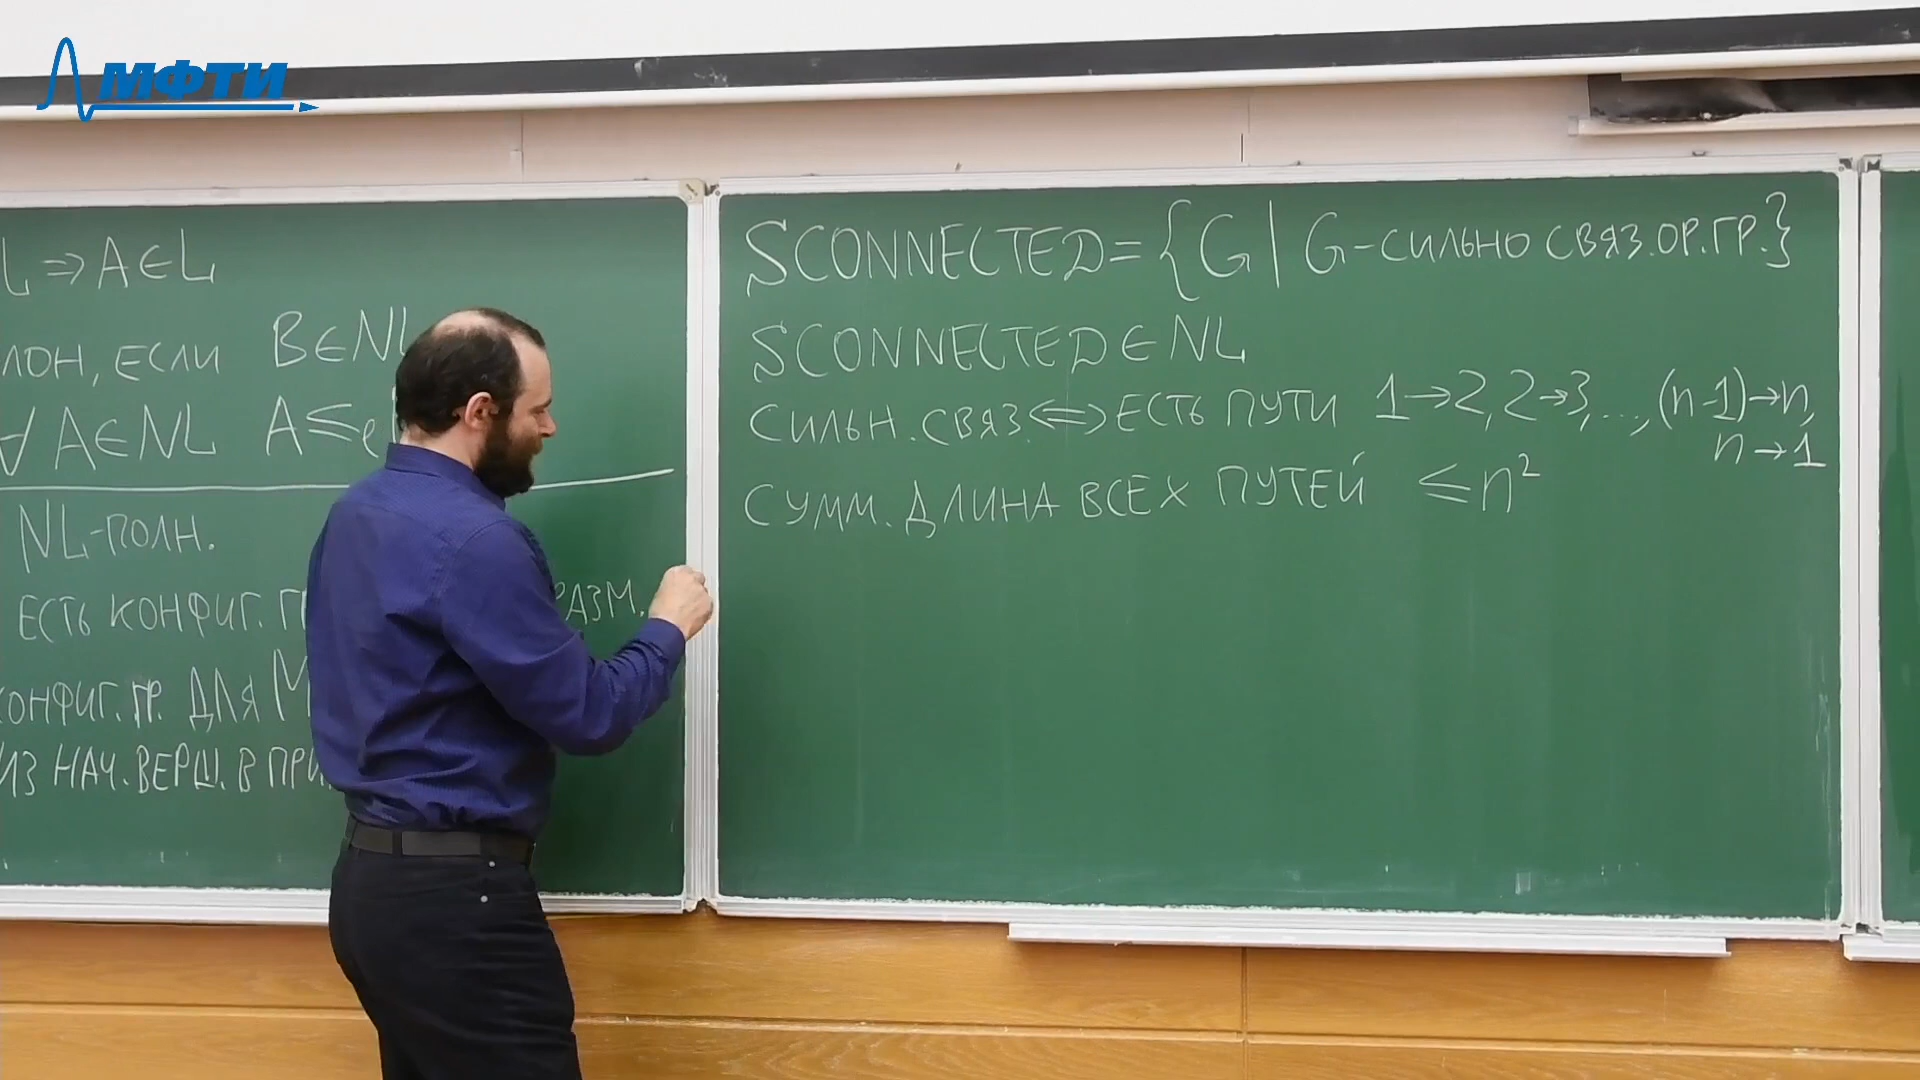 МФТИ
L ⇒ A∈L
ЕСЛИ B∈NL
∀A∈NL A≤
NL-ПОЛН.
ЕСТЬ КОНФИГ. РАЗМ.
КОНФИГ. ГР. ДЛЯ M
ИЗ НАЧ. ВЕРШ. В
SCONNECTED={G|G-СИЛЬНО СВЯЗ.ОР.ГР.}
SCONNECTED∈NL
СИЛЬН.СВЯЗ.⇔ЕСТЬ ПУТИ 1→2, 2→3,...,(n-1)→n,
n→1
СУММ. ДЛИНА ВСЕХ ПУТЕЙ ≤n²